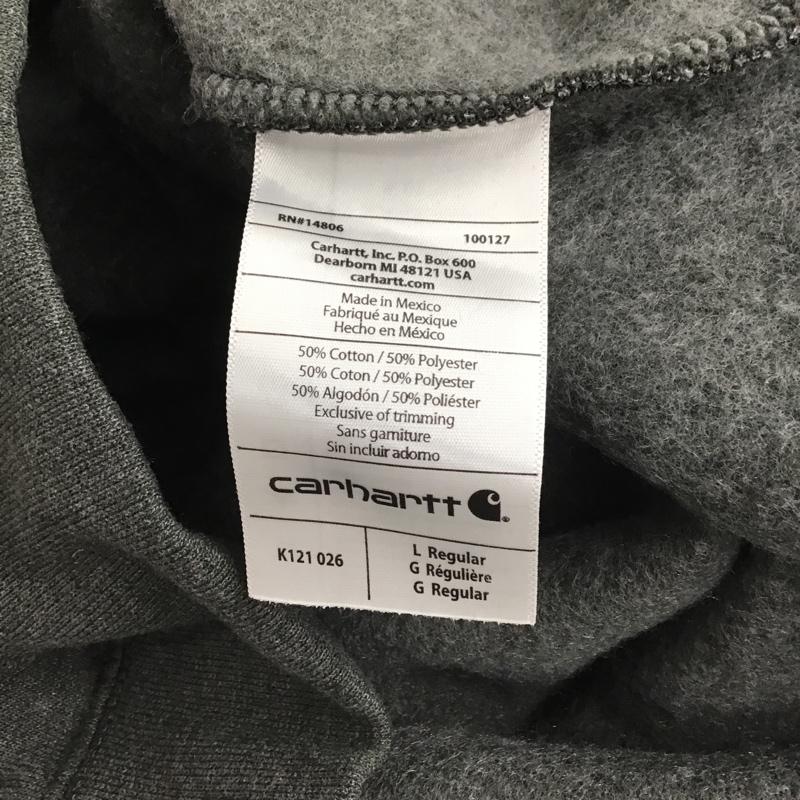 RN#14806
100127
Carhartt, Inc. P.O. Box 600
Dearborn MI 48121 USA
carhartt.com
Made in Mexico
Fabriqué au Mexique
Hecho en México
50% Cotton / 50% Polyester
50% Coton / 50% Polyester
50% Algodón / 50% Poliéster
Exclusive of trimming
Sans garniture
Sin incluir adorno
carhartt
K121 026
L Regular
G Régulière
G Regular